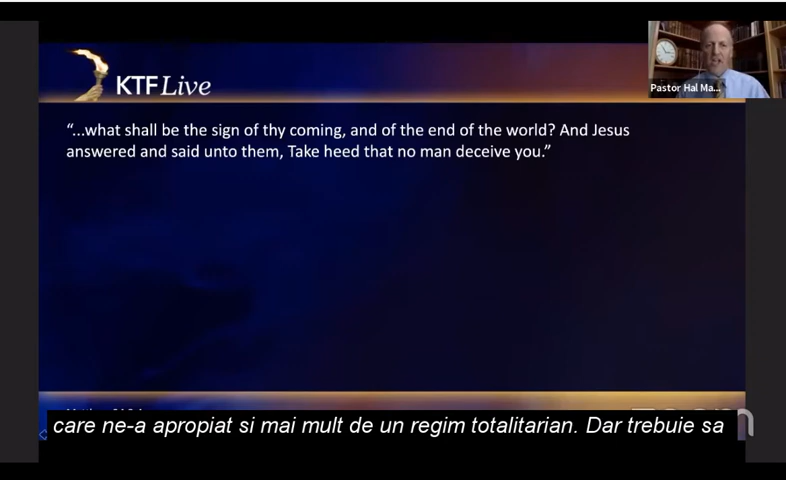 KTF Live
Pastor Hal Ma...
“...what shall be the sign of thy coming, and of the end of the world? And Jesus
answered and said unto them, Take heed that no man deceive you.”
care ne-a apropiat si mai mult de un regim totalitarian. Dar trebuie sa